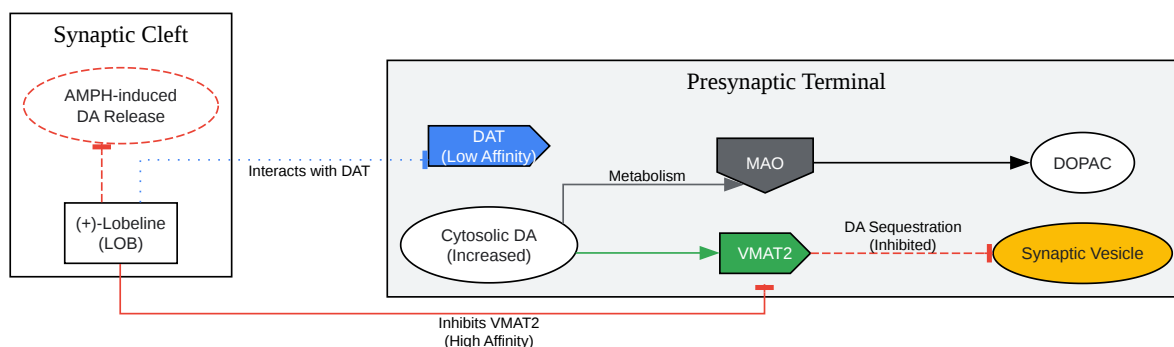 Synaptic Cleft
AMPH-induced
DA Release
(+)-Lobeline
(LOB)
Interacts with DAT
Presynaptic Terminal
DAT
(Low Affinity)
MAO
DOPAC
Metabolism
Cytosolic DA
(Increased)
VMAT2
DA Sequestration
(Inhibited)
Synaptic Vesicle
Inhibits VMAT2
(High Affinity)